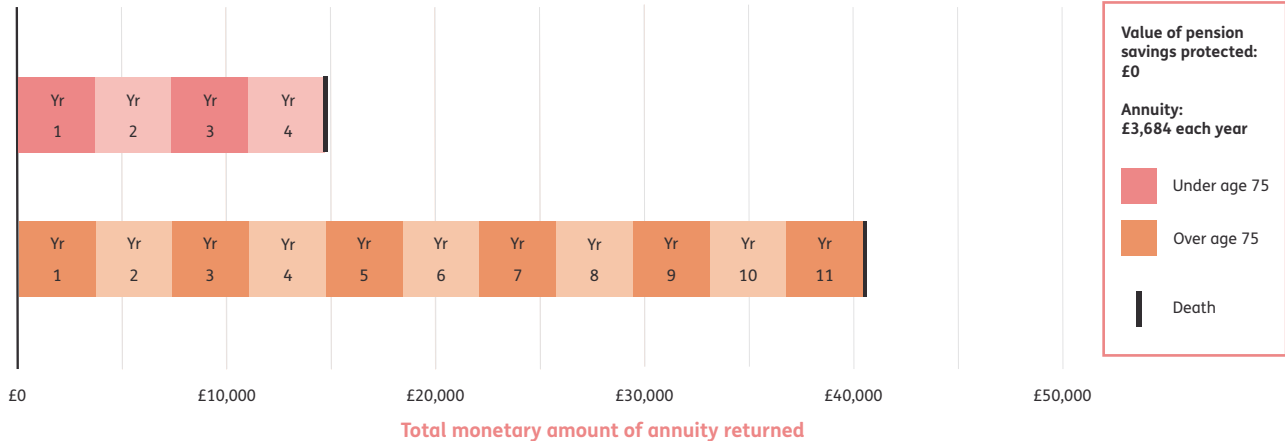 Yr Yr Yr Yr
1 2 3 4
Yr Yr Yr Yr Yr Yr Yr Yr Yr Yr Yr
1 2 3 4 5 6 7 8 9 10 11
£0 £10,000 £20,000 £30,000 £40,000 £50,000
Total monetary amount of annuity returned
Value of pension
savings protected:
£0
Annuity:
£3,684 each year
Under age 75
Over age 75
Death